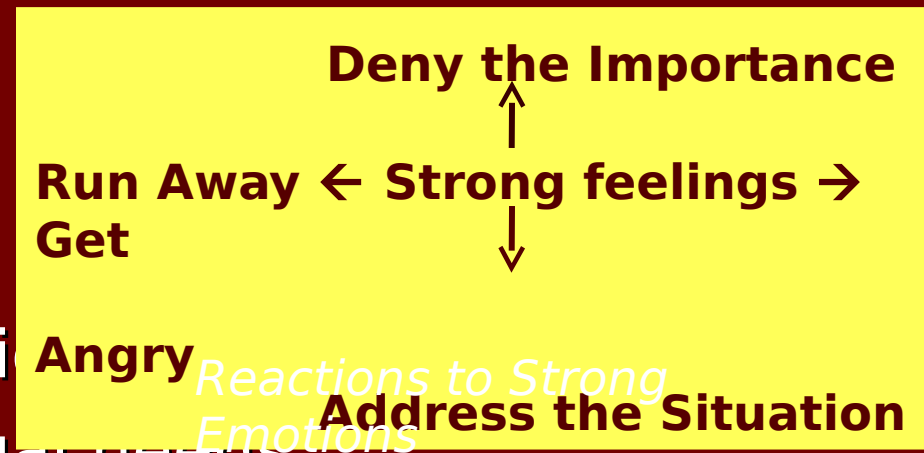 Deny the Importance
Run Away ← Strong feelings →
Get
Angry
Reactions to Strong
Address the Situation
Emotions